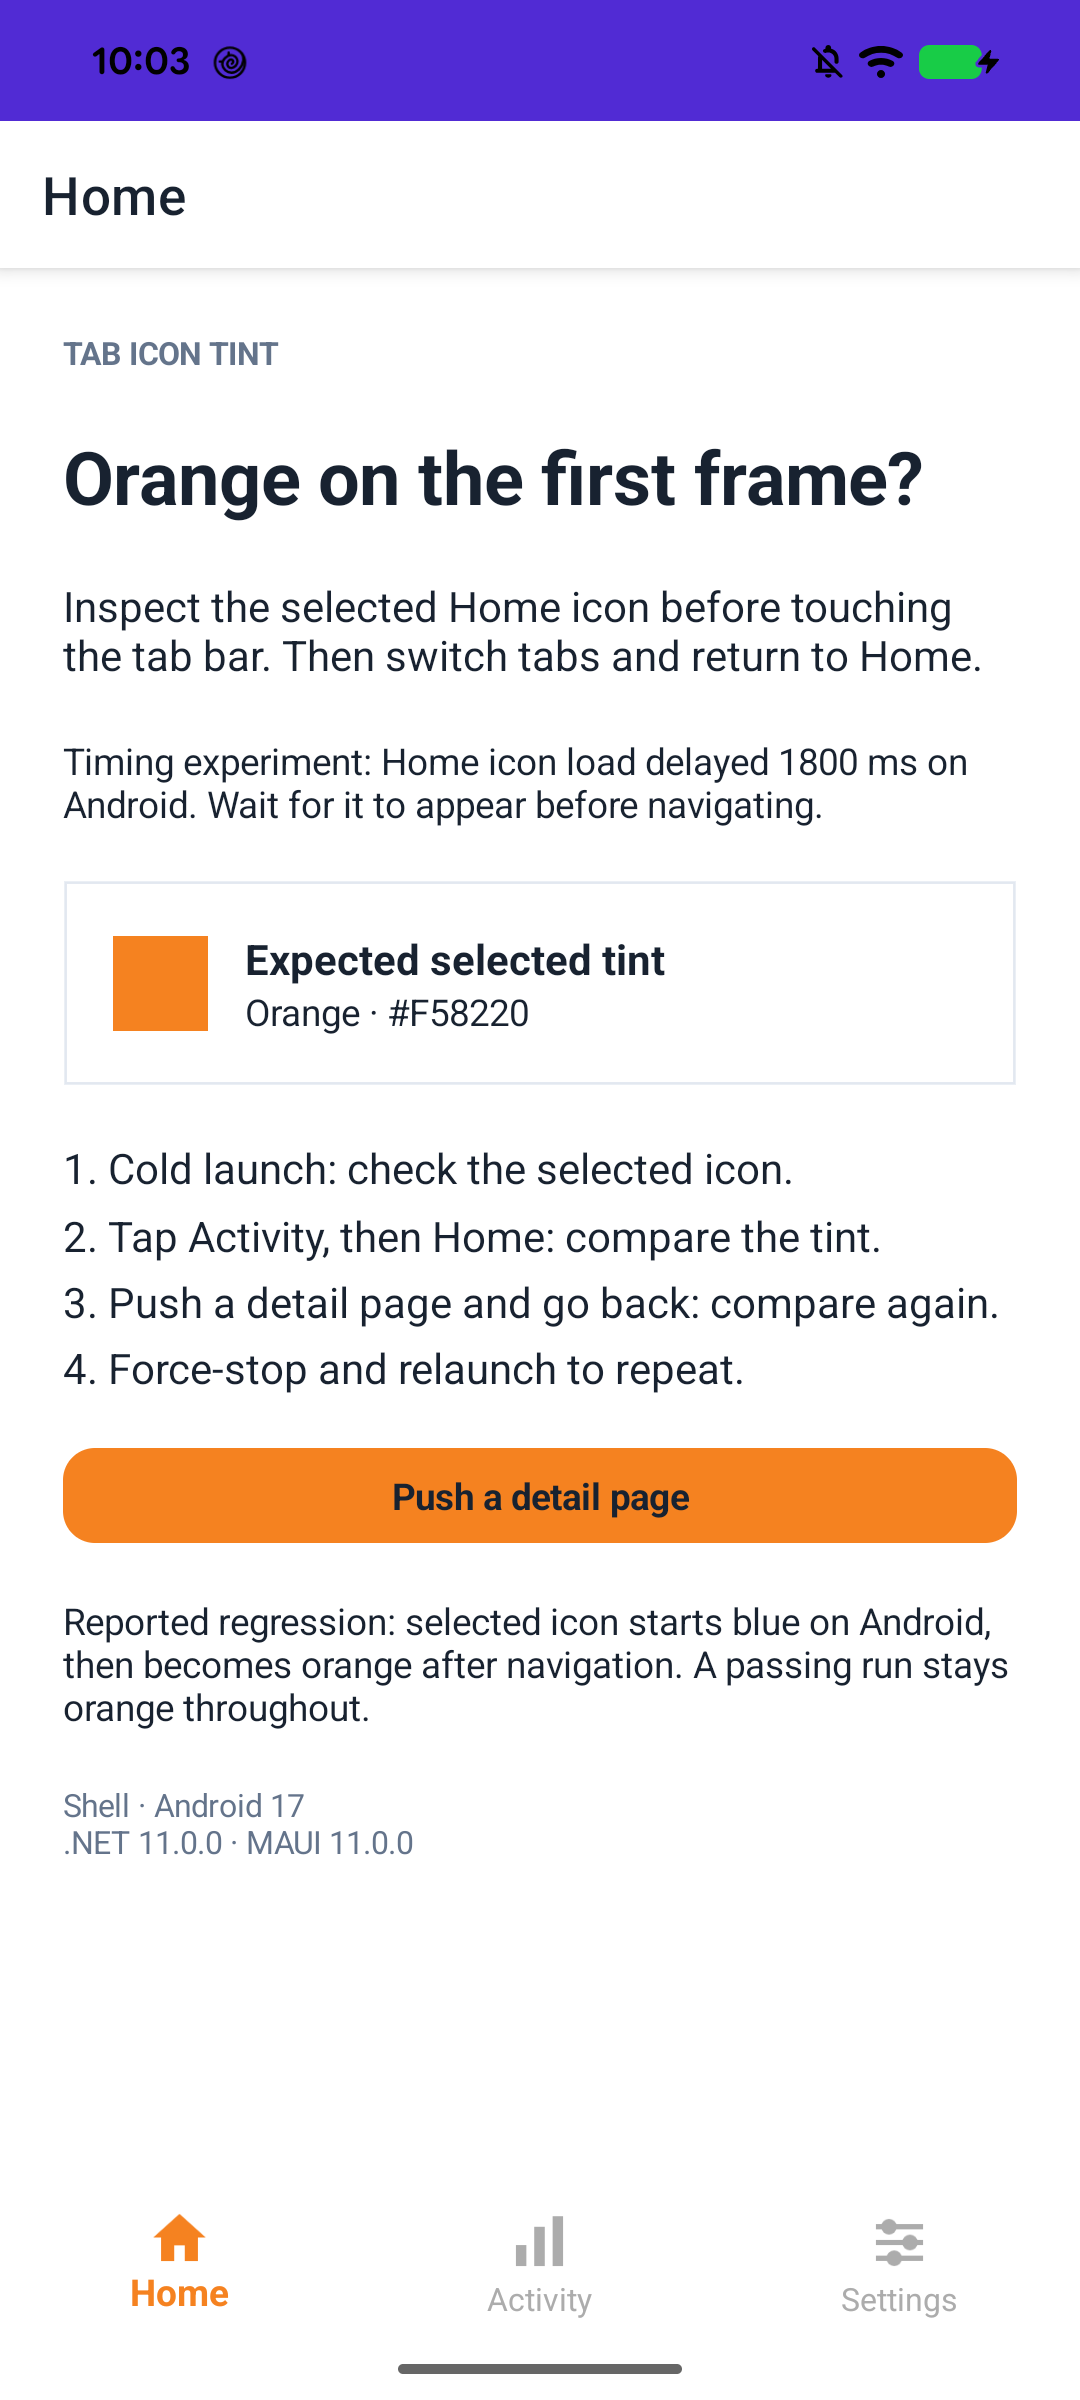 10:03
Home
TAB ICON TINT
Orange on the first frame?
Inspect the selected Home icon before touching
the tab bar. Then switch tabs and return to Home.
Timing experiment: Home icon load delayed 1800 ms on
Android. Wait for it to appear before navigating.
Expected selected tint
Orange · #F58220
1. Cold launch: check the selected icon.
2. Tap Activity, then Home: compare the tint.
3. Push a detail page and go back: compare again.
4. Force-stop and relaunch to repeat.
Push a detail page
Reported regression: selected icon starts blue on Android,
then becomes orange after navigation. A passing run stays
orange throughout.
Shell · Android 17
.NET 11.0.0 · MAUI 11.0.0
Home
Activity
Settings